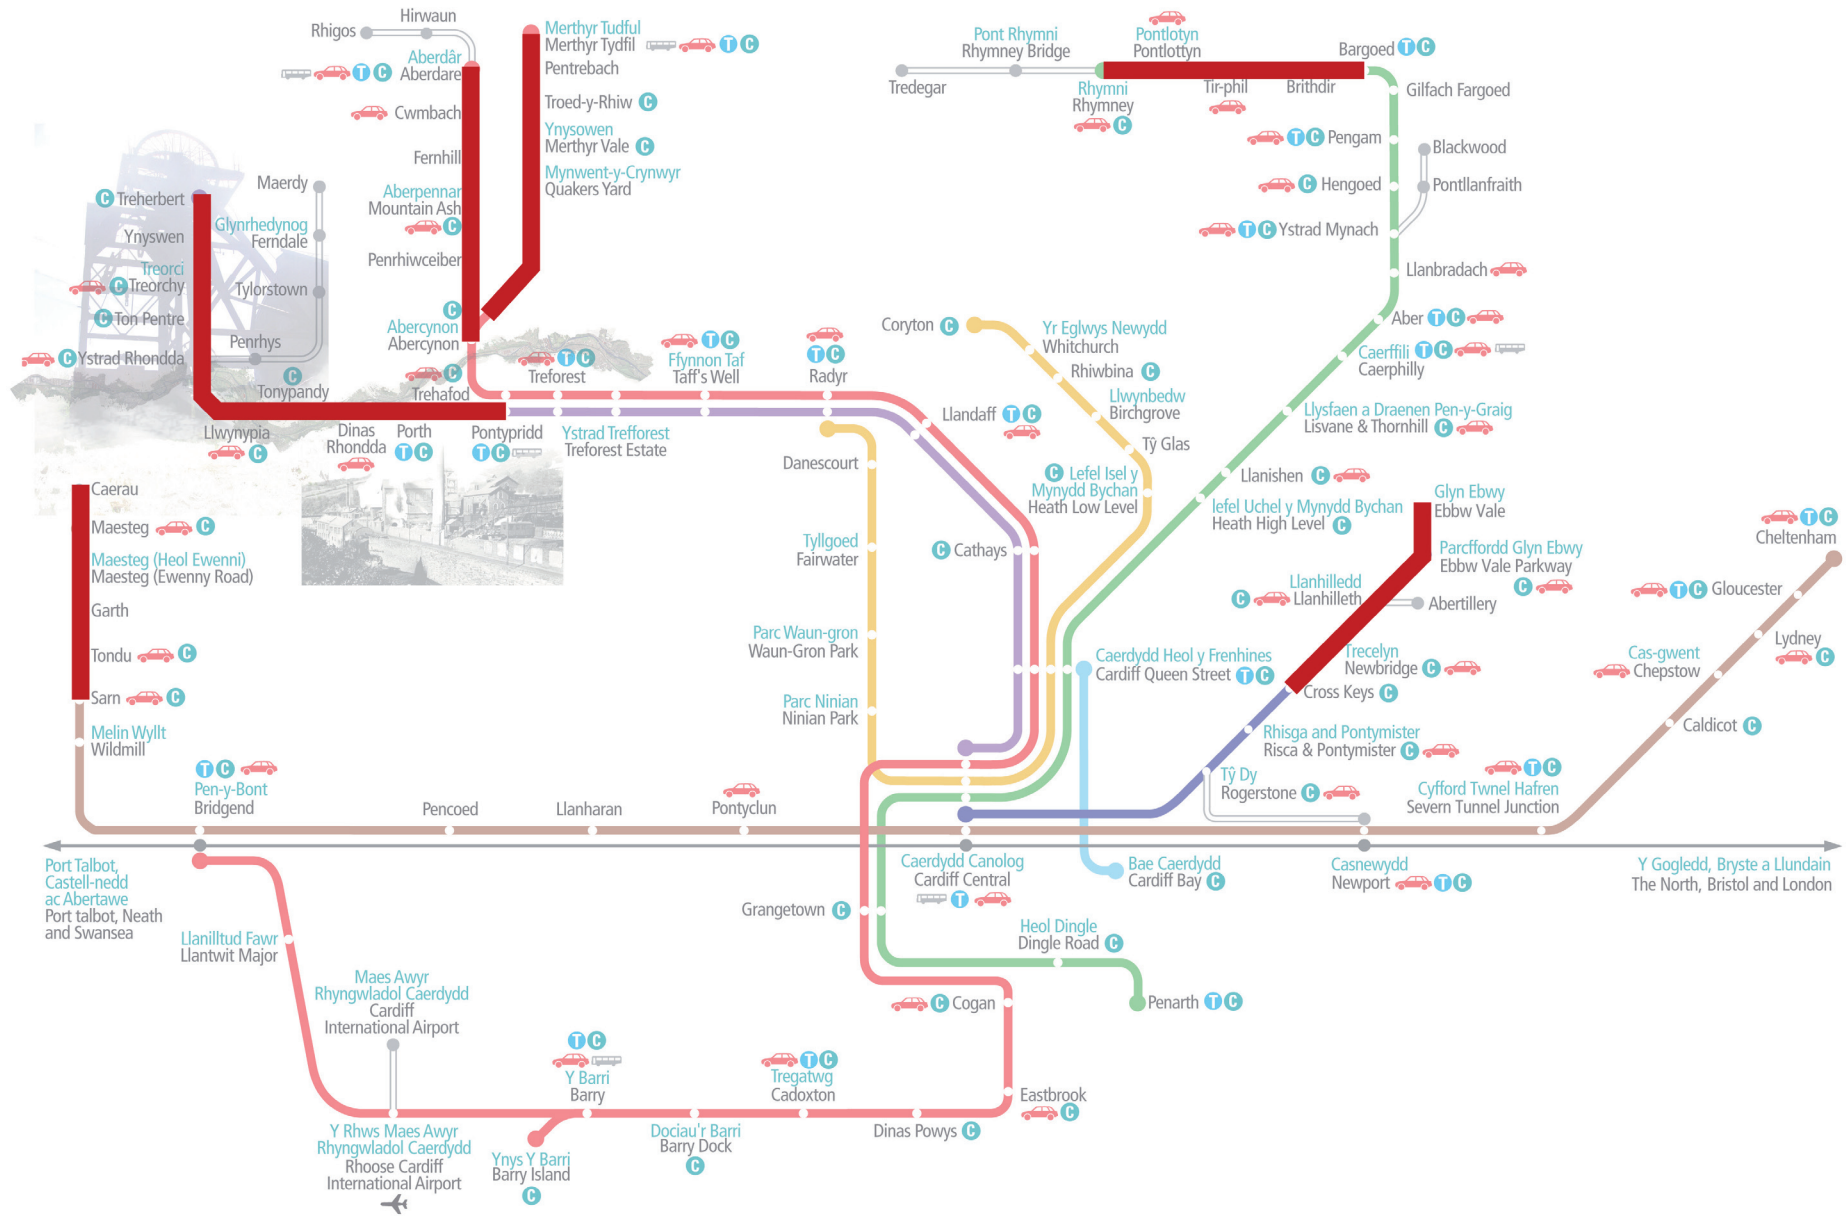 Hirwaun
Rhigos
Aberdâr
Aberdare
T C
Cwmbach
Fernhill
Aberpennar
Mountain Ash
C
Penrhiwceiber
C
Abercynon
Abercynon
Merthyr Tudful
Merthyr Tydfil
T C
Pentrebach
Troed-y-Rhiw C
Ynysowen
Merthyr Vale C
Mynwent-y-Crynwyr
Quakers Yard
C Treherbert
Ynyswen
Treorci
C Treorchy
C Ton Pentre
C Ystrad Rhondda
Maerdy
Glynrhedynog
Ferndale
Tylorstown
Penrhys
C
Tonypandy
Llwynypia
C
Dinas
Rhondda
Porth
T C
C
Trehafod
Pontypridd
T C
T C
Treforest
Ystrad Trefforest
Treforest Estate
T C
Ffynnon Taf
Taff's Well
T C
Radyr
Llandaff T C
Danescourt
Tyllgoed
Fairwater
Parc Waun-gron
Waun-Gron Park
Parc Ninian
Ninian Park
C Cathays
Coryton C
Yr Eglwys Newydd
Whitchurch
Rhiwbina C
Llwynbedw
Birchgrove
Tŷ Glas
C Lefel Isel y
Mynydd Bychan
Heath Low Level
Pont Rhymni
Rhymney Bridge
Tredegar
Rhymni
Rhymney
C
Pontlotyn
Pontlottyn
Tir-phil
Brithdir
Bargoed T C
Gilfach Fargoed
T C Pengam
Blackwood
C Hengoed
Pontllanfraith
T C Ystrad Mynach
Llanbradach
Aber T C
Caerffili T C
Caerphilly
Llysfaen a Draenen Pen-y-Graig
Lisvane & Thornhill C
Llanishen C
lefel Uchel y Mynydd Bychan
Heath High Level C
Caerdydd Heol y Frenhines
Cardiff Queen Street T C
Glyn Ebwy
Ebbw Vale
Parcffordd Glyn Ebwy
Ebbw Vale Parkway
C
Llanhilledd
C Llanhilleth
Abertillery
Trecelyn
Newbridge C
Cross Keys C
Rhisga and Pontymister
Risca & Pontymister C
Tŷ Dy
Rogerstone C
T C
Cheltenham
T C Gloucester
Lydney
C
Cas-gwent
Chepstow
Caldicot C
T C
Cyfford Twnel Hafren
Severn Tunnel Junction
Caerau
Maesteg C
Maesteg (Heol Ewenni)
Maesteg (Ewenny Road)
Garth
Tondu C
Sarn C
Melin Wyllt
Wildmill
T C
Pen-y-Bont
Bridgend
Pencoed
Llanharan
Pontyclun
Port Talbot,
Castell-nedd
ac Abertawe
Port talbot, Neath
and Swansea
Caerdydd Canolog
Cardiff Central
T
Bae Caerdydd
Cardiff Bay C
Casnewydd
Newport T C
Y Gogledd, Bryste a Llundain
The North, Bristol and London
Grangetown C
Heol Dingle
Dingle Road C
C Cogan
Penarth T C
Llanilltud Fawr
Llantwit Major
Maes Awyr
Rhyngwladol Caerdydd
Cardiff
International Airport
Y Rhws Maes Awyr
Rhyngwladol Caerdydd
Rhoose Cardiff
International Airport
T C
Y Barri
Barry
Ynys Y Barri
Barry Island
C
Dociau'r Barri
Barry Dock
C
T C
Tregatwg
Cadoxton
Dinas Powys C
Eastbrook
C